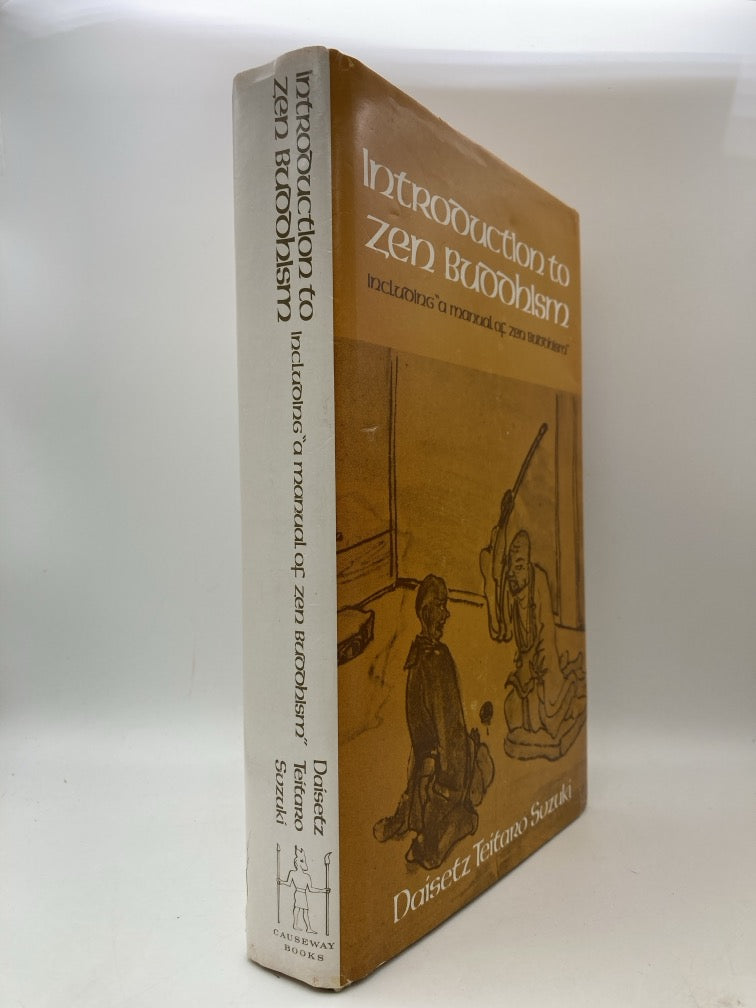 Introduction to
Zen Buddhism
Including "a manual of zen buddhism"
Daisetz
Teitaro
Suzuki
CAUSEWAY
BOOKS
Introduction to
Zen Buddhism
Including "a manual of zen buddhism"
Daisetz Teitaro Suzuki